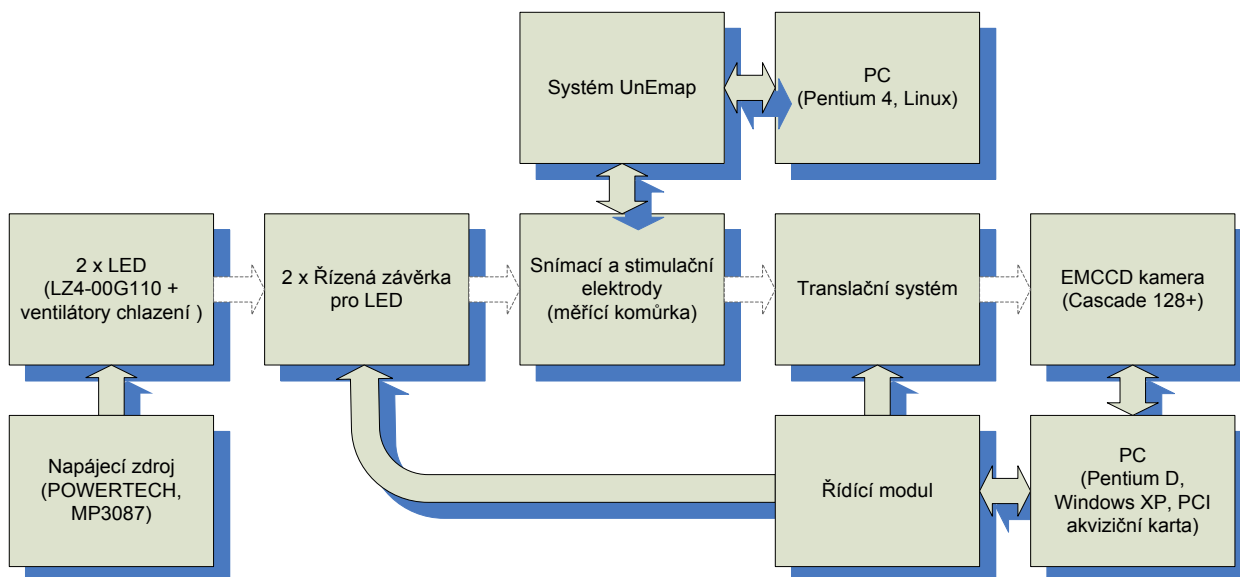 Systém UnEmap
PC
(Pentium 4, Linux)
2 x LED
(LZ4-00G110 +
ventilátory chlazení )
2 x Řízená závěrka
pro LED
Snímací a stimulační
elektrody
(měřící komůrka)
Translační systém
EMCCD kamera
(Cascade 128+)
Napájecí zdroj
(POWERTECH,
MP3087)
Řídící modul
PC
(Pentium D,
Windows XP, PCI
akviziční karta)